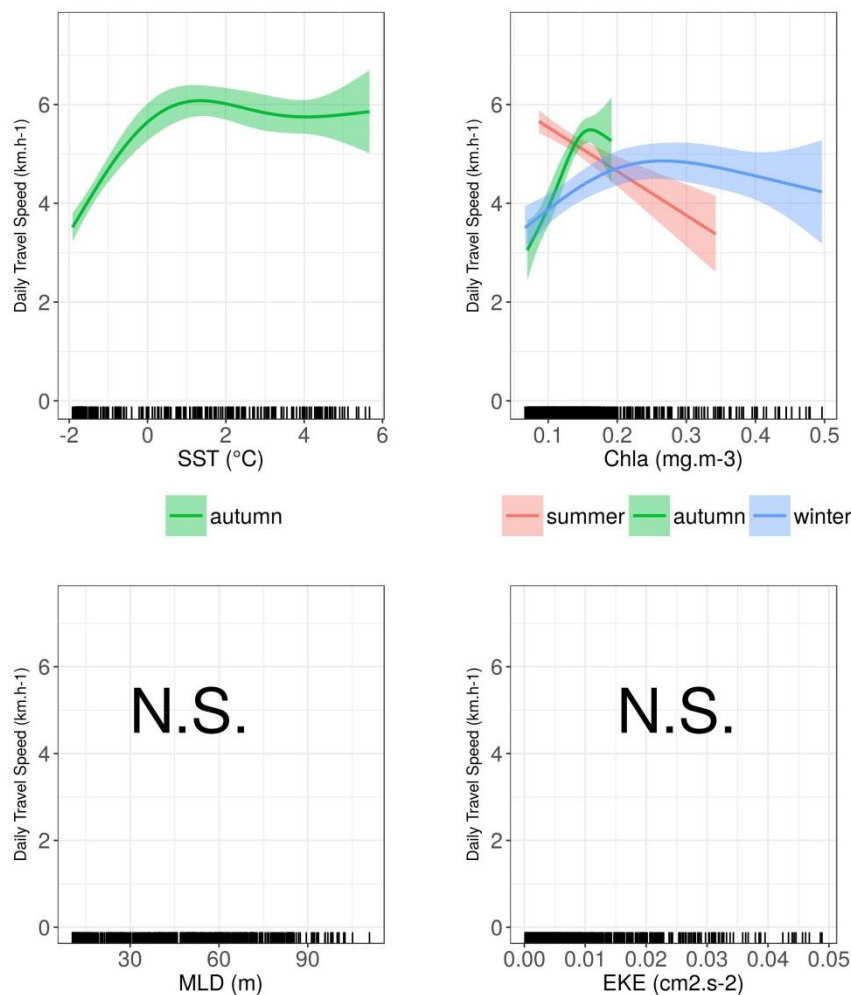 Daily Travel Speed (km.h-1)
6
4
2
0
-2 0 2 4 6
SST (°C)
autumn
Daily Travel Speed (km.h-1)
6
4
2
0
0.1 0.2 0.3 0.4 0.5
Chla (mg.m-3)
summer autumn winter
Daily Travel Speed (km.h-1)
6
4
2
0
N.S.
30 60 90
MLD (m)
Daily Travel Speed (km.h-1)
6
4
2
0
N.S.
0.00 0.01 0.02 0.03 0.04 0.05
EKE (cm2.s-2)